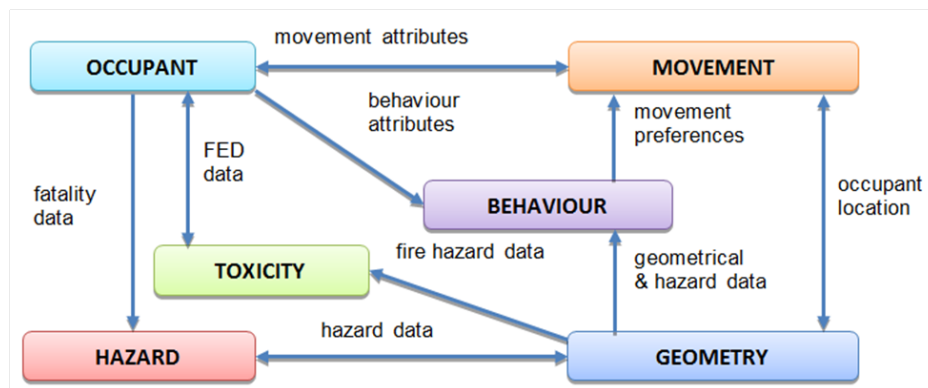 movement attributes
OCCUPANT
MOVEMENT
behaviour
attributes
movement
preferences
FED
data
fatality
data
occupant
location
BEHAVIOUR
fire hazard data
geometrical
& hazard data
TOXICITY
hazard data
HAZARD
GEOMETRY